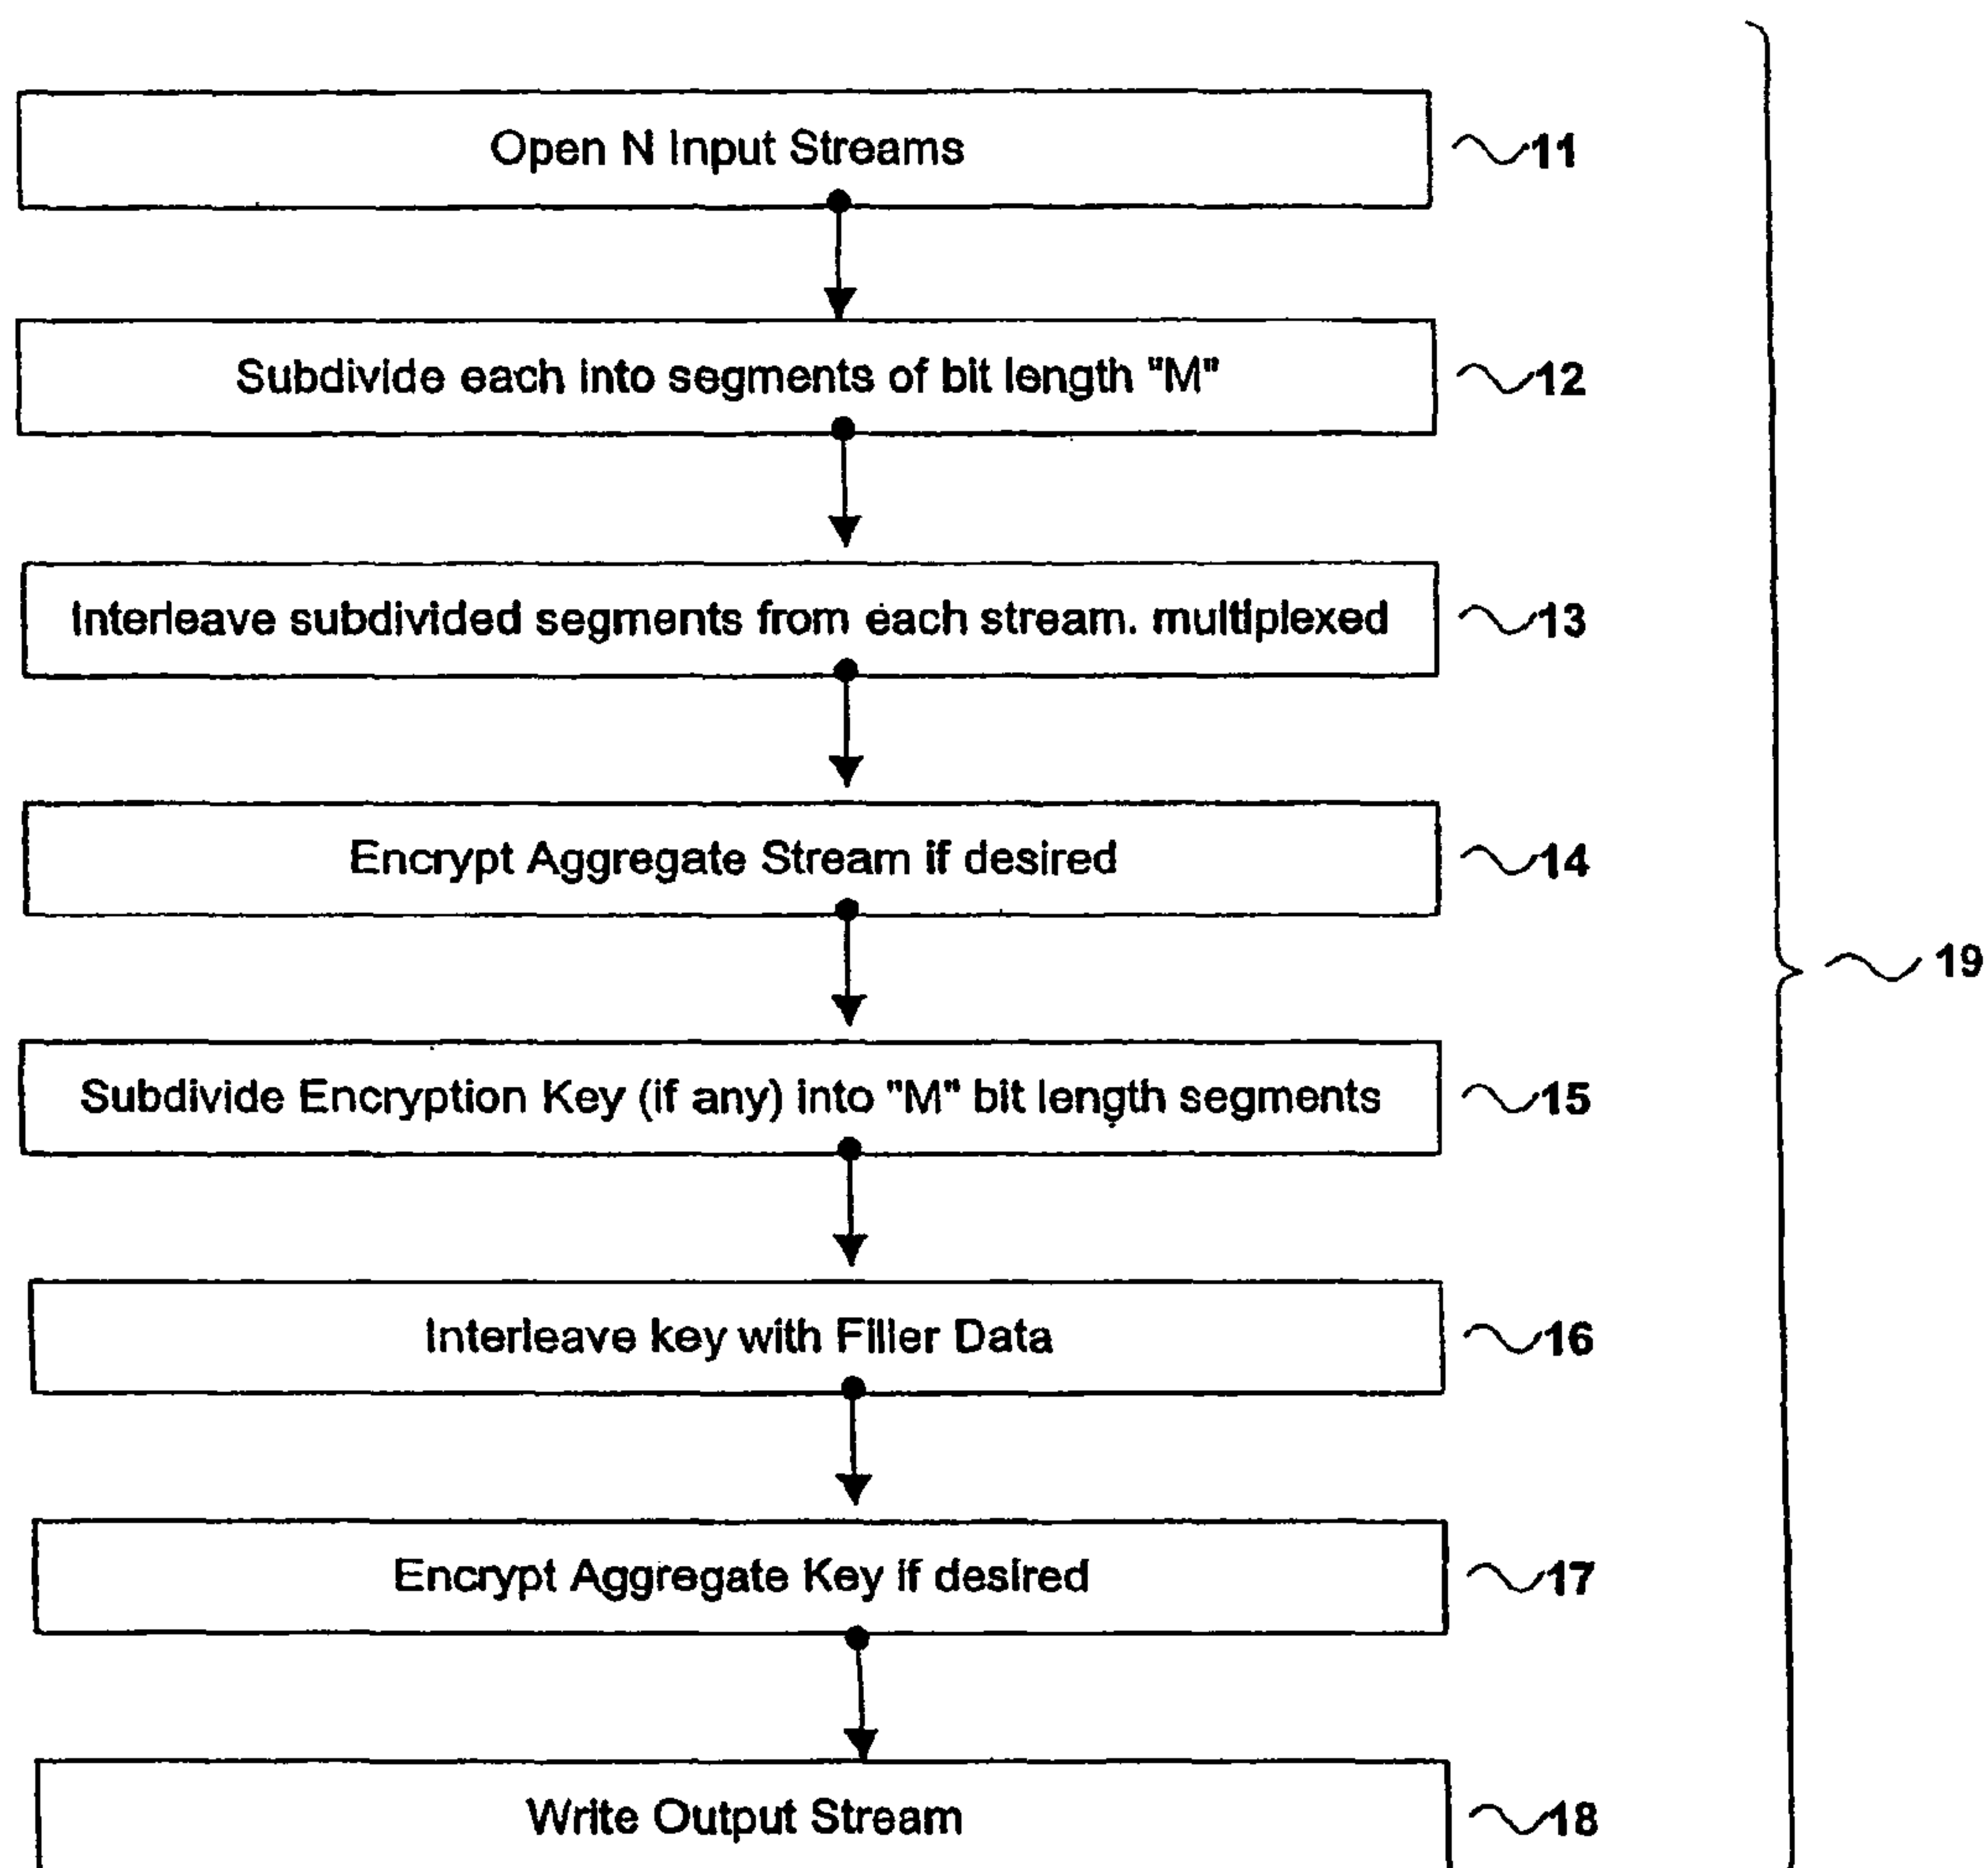 Open N Input Streams 11
Subdivide each into segments of bit length "M" 12
Interleave subdivided segments from each stream. multiplexed 13
Encrypt Aggregate Stream if desired 14
19
Subdivide Encryption Key (if any) into "M" bit length segments 15
Interleave key with Filler Data 16
Encrypt Aggregate Key if desired 17
Write Output Stream 18